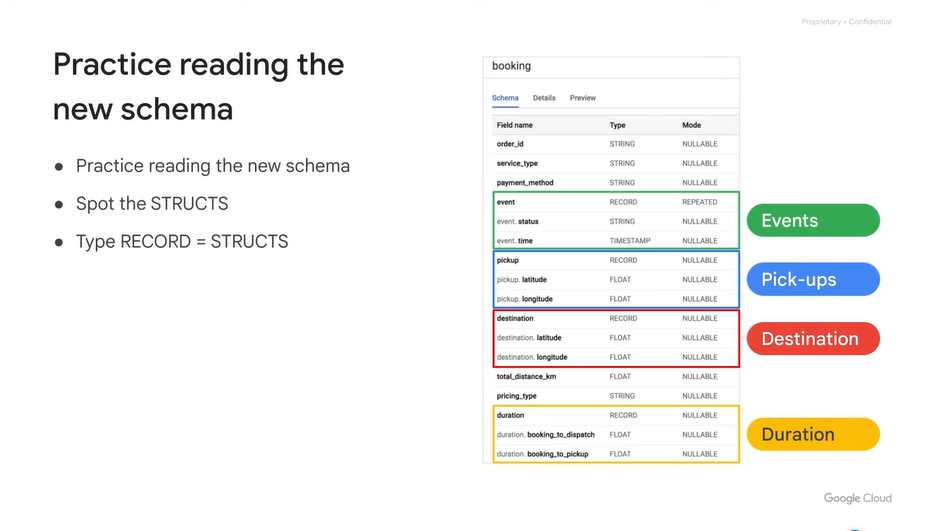 Proprietary + Confidential
Practice reading the
new schema
● Practice reading the new schema
● Spot the STRUCTS
● Type RECORD = STRUCTS
booking
Schema Details Preview
Field name Type Mode
order_id STRING NULLABLE
service_type STRING NULLABLE
payment_method STRING NULLABLE
event RECORD REPEATED
event. status STRING NULLABLE
event. time TIMESTAMP NULLABLE
Events
pickup RECORD NULLABLE
pickup. latitude FLOAT NULLABLE
pickup. longitude FLOAT NULLABLE
Pick-ups
destination RECORD NULLABLE
destination. latitude FLOAT NULLABLE
destination. longitude FLOAT NULLABLE
Destination
total_distance_km FLOAT NULLABLE
pricing_type STRING NULLABLE
duration RECORD NULLABLE
duration. booking_to_dispatch FLOAT NULLABLE
duration. booking_to_pickup FLOAT NULLABLE
Duration
Google Cloud